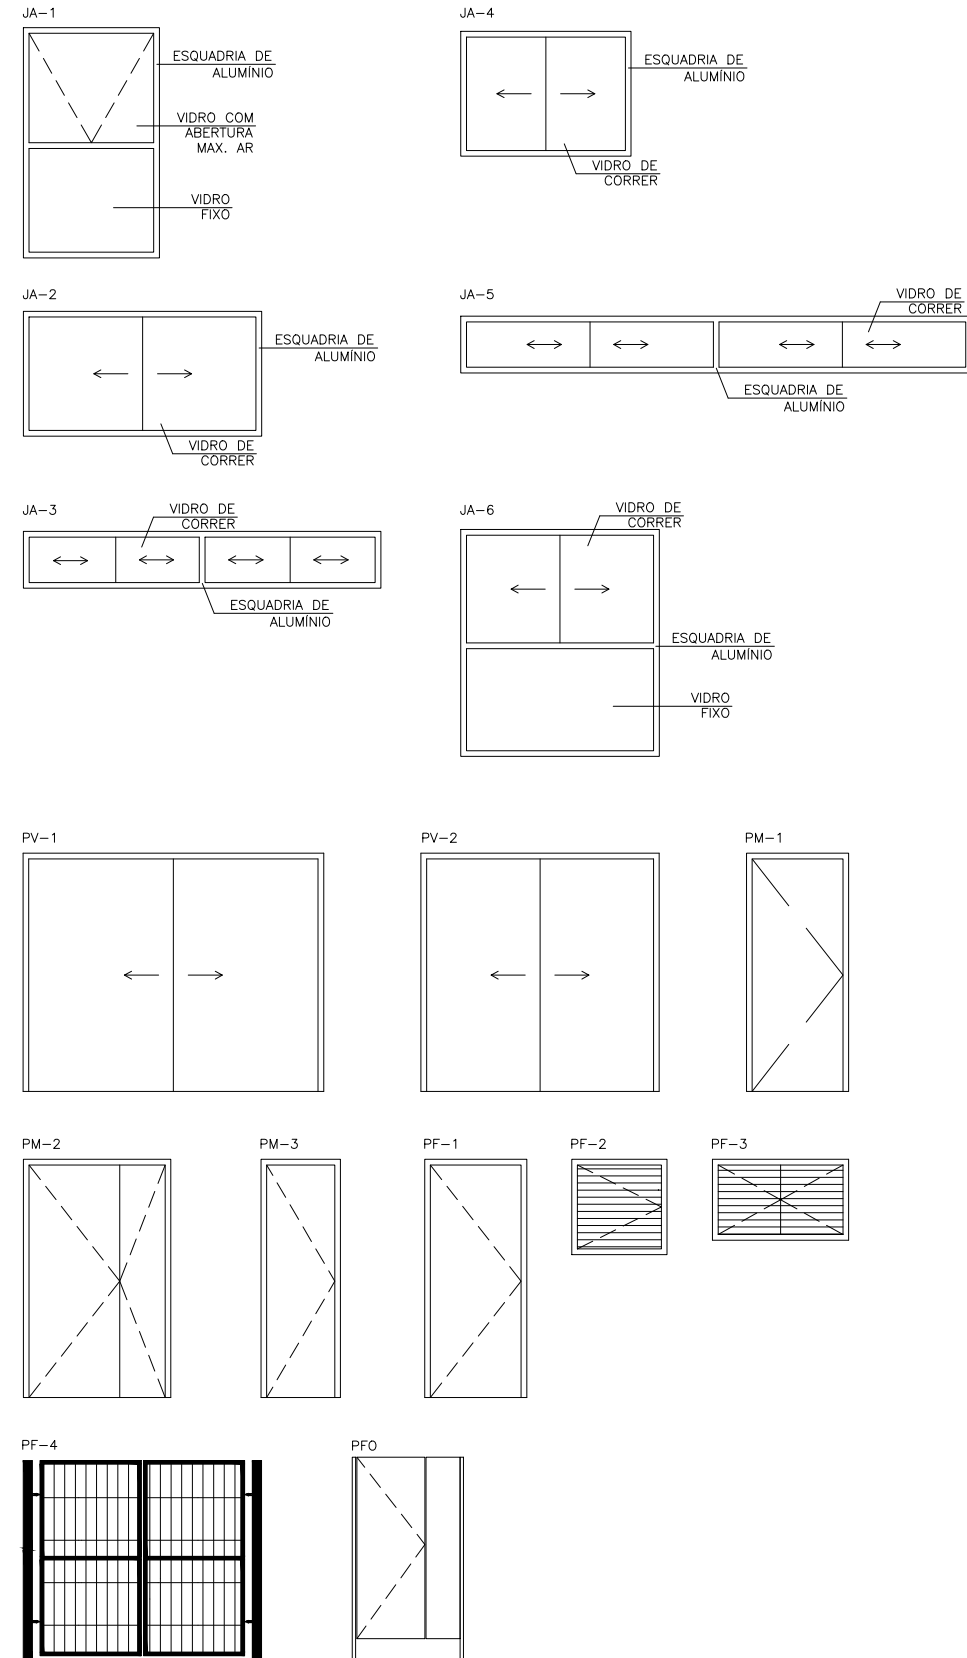 JA-1
ESQUADRIA DE
ALUMÍNIO
VIDRO COM
ABERTURA
MAX. AR
VIDRO
FIXO
JA-4
ESQUADRIA DE
ALUMÍNIO
VIDRO DE
CORRER
JA-2
ESQUADRIA DE
ALUMÍNIO
VIDRO DE
CORRER
JA-5
VIDRO DE
CORRER
ESQUADRIA DE
ALUMÍNIO
JA-3
VIDRO DE
CORRER
ESQUADRIA DE
ALUMÍNIO
JA-6
VIDRO DE
CORRER
ESQUADRIA DE
ALUMÍNIO
VIDRO
FIXO
PV-1
PV-2
PM-1
PM-2
PM-3
PF-1
PF-2
PF-3
PF-4
PFO